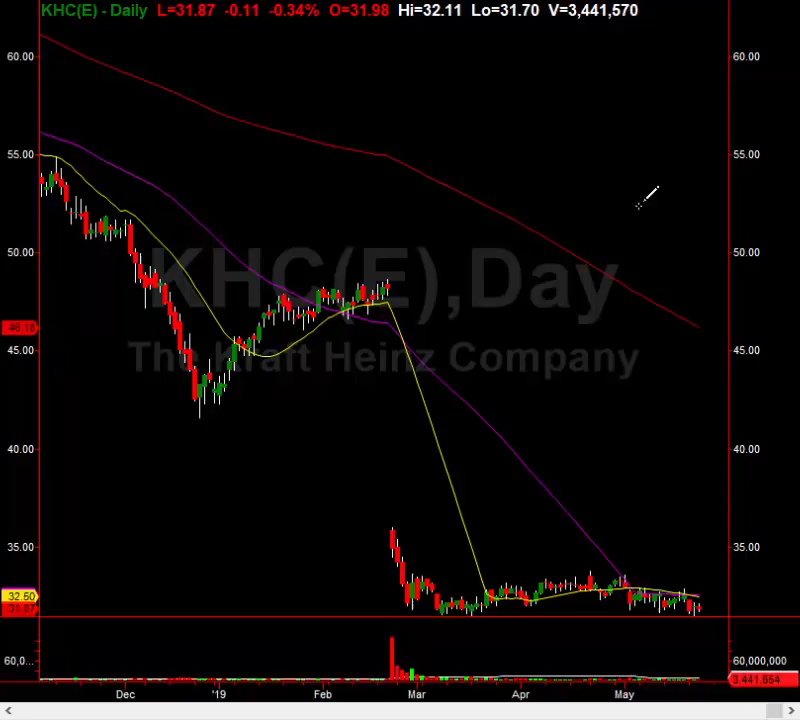 KHC(E) - Daily L=31.87 -0.11 -0.34% O=31.98 Hi=32.11 Lo=31.70 V=3,441,570
60.00 60.00
55.00 55.00
50.00 50.00
KHC(E),Day
46.18
45.00 45.00
The Kraft Heinz Company
40.00 40.00
35.00 35.00
32.50
31.87
60,0... 60,000,000
3,441,654
Dec '19 Feb Mar Apr May